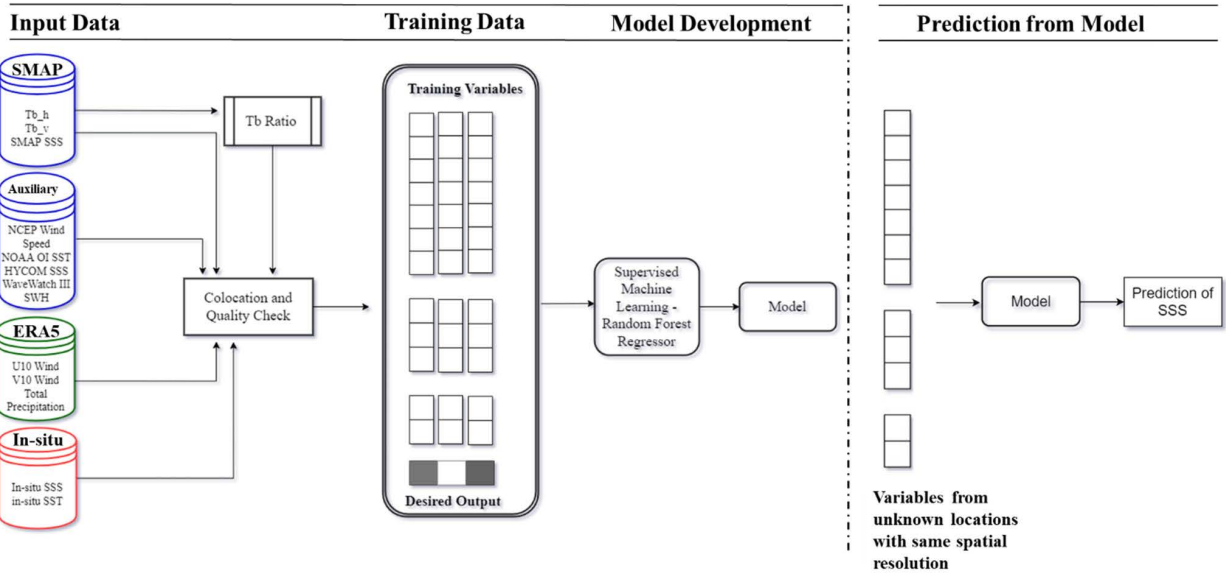 Input Data
Training Data
Model Development
Prediction from Model
SMAP
Tb_h
Tb_v
SMAP SSS
Tb Ratio
Auxiliary
NCEP Wind
Speed
NOAA OI SST
HYCOM SSS
WaveWatch III
SWH
ERA5
U10 Wind
V10 Wind
Total
Precipitation
In-situ
In-situ SSS
in-situ SST
Colocation and
Quality Check
Training Variables
Desired Output
Supervised
Machine
Learning -
Random Forest
Regressor
Model
Model
Prediction of
SSS
Variables from
unknown locations
with same spatial
resolution